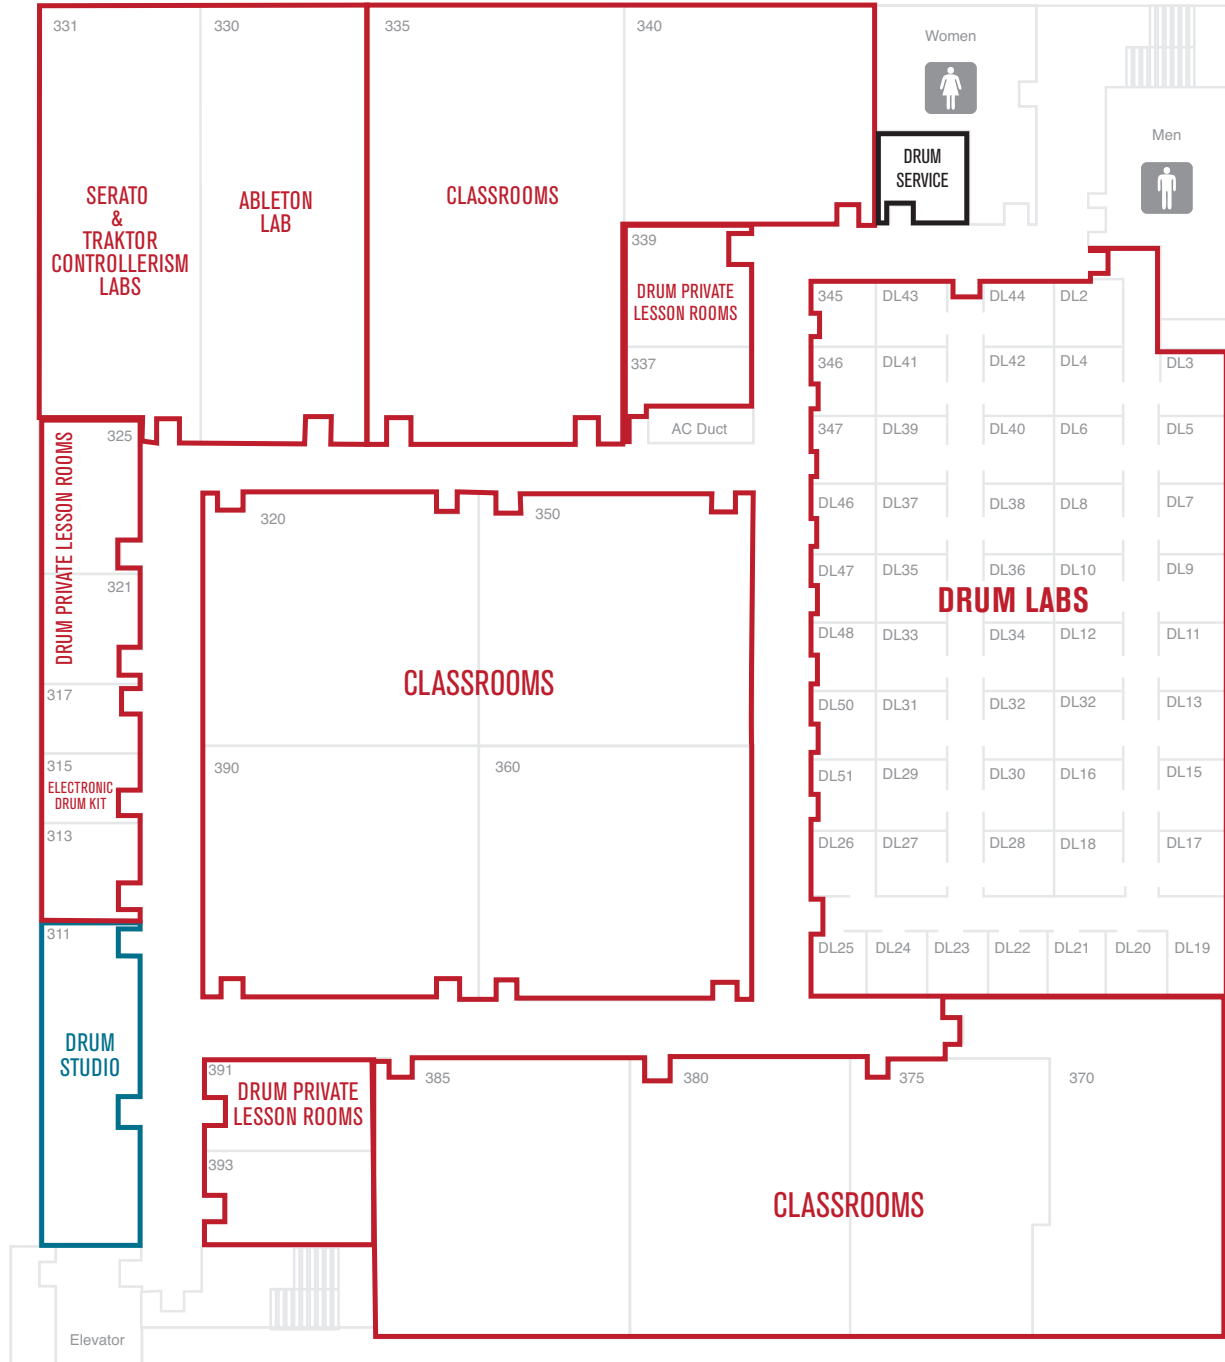 331
330
335
340
Women
Men
DRUM
SERVICE
SERATO
&
TRAKTOR
CONTROLLERISM
LABS
ABLETON
LAB
CLASSROOMS
339
DRUM PRIVATE
LESSON ROOMS
337
AC Duct
345
DL43
DL44
DL2
346
DL41
DL42
DL4
DL3
347
DL39
DL40
DL6
DL5
DL46
DL37
DL38
DL8
DL7
DL47
DL35
DL36
DL10
DL9
DRUM LABS
DL48
DL33
DL34
DL12
DL11
DL50
DL31
DL32
DL32
DL13
DL51
DL29
DL30
DL16
DL15
DL26
DL27
DL28
DL18
DL17
DL25
DL24
DL23
DL22
DL21
DL20
DL19
325
DRUM PRIVATE LESSON ROOMS
321
317
315
ELECTRONIC
DRUM KIT
313
320
350
CLASSROOMS
390
360
311
DRUM
STUDIO
391
DRUM PRIVATE
LESSON ROOMS
393
385
380
375
370
CLASSROOMS
Elevator